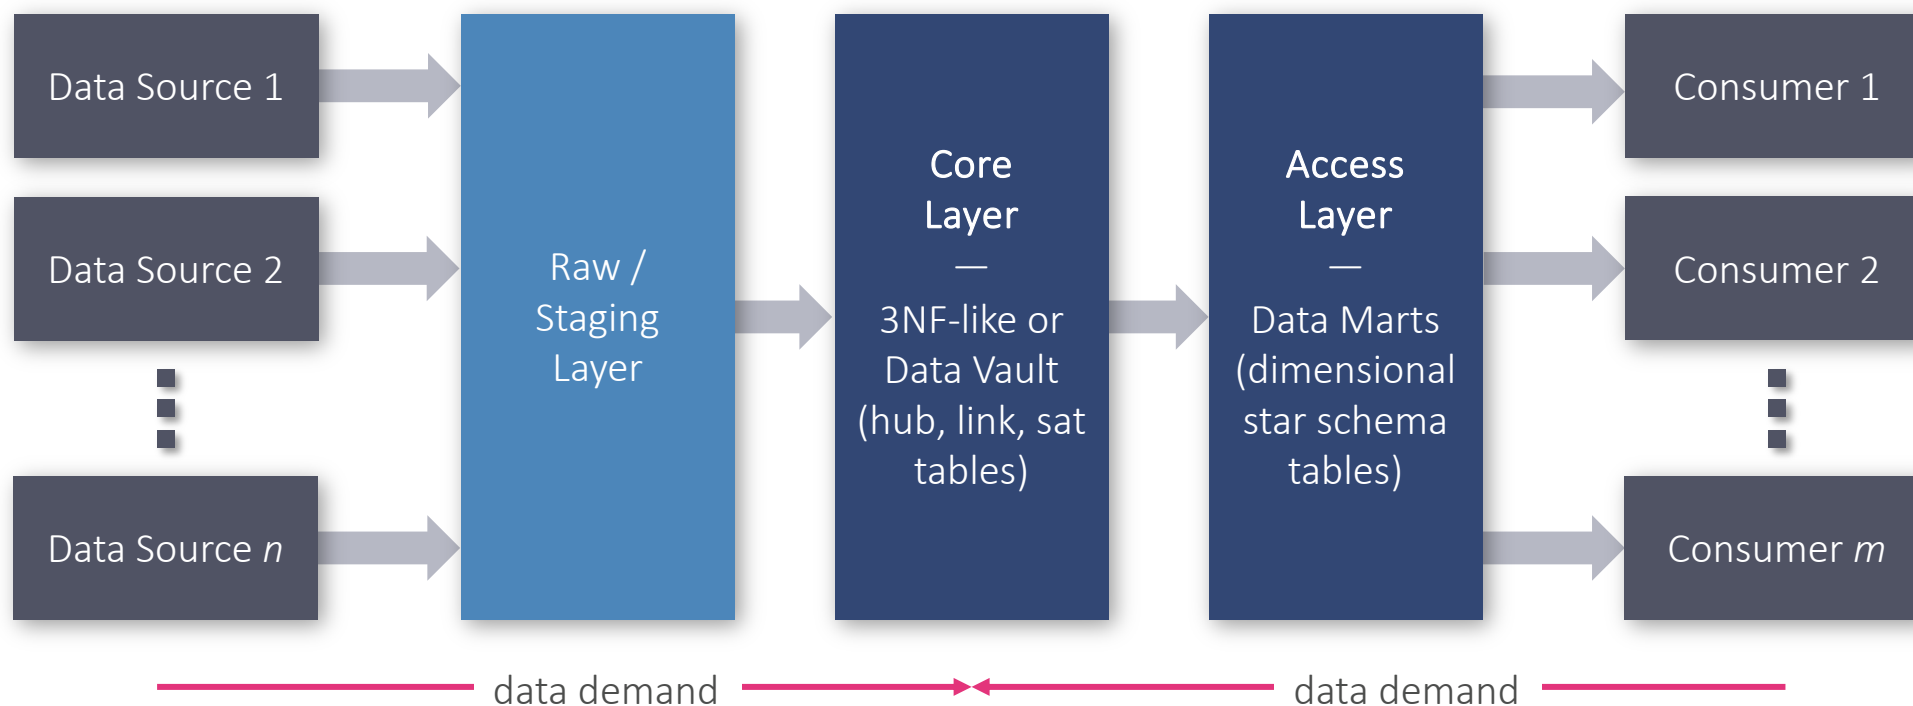 Data Source 1
Data Source 2
Data Source n
Raw /
Staging
Layer
Core
Layer
—
3NF-like or
Data Vault
(hub, link, sat
tables)
Access
Layer
—
Data Marts
(dimensional
star schema
tables)
Consumer 1
Consumer 2
Consumer m
data demand
data demand